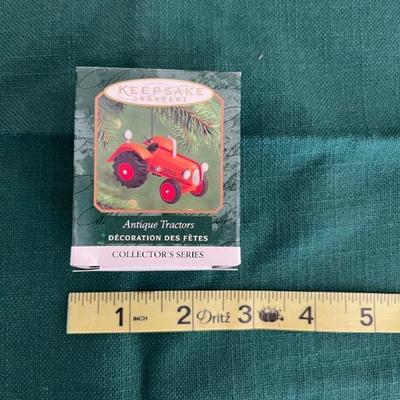 KEEPSAKE
ORNAMENT
Antique Tractors
DÉCORATION DES FÊTES
COLLECTOR'S SERIES
1 INCH 2 Dritz 3 4 5